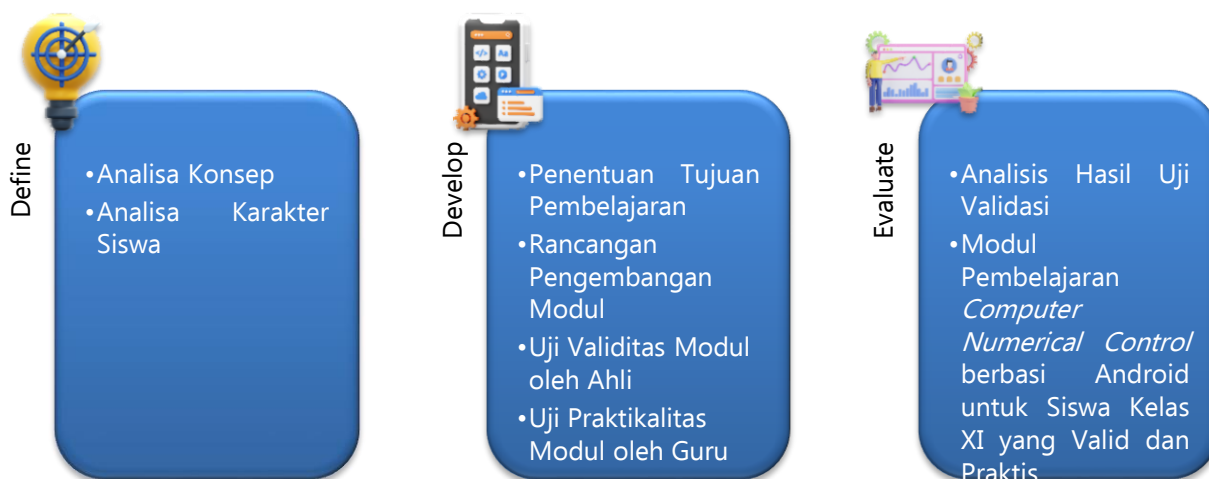 Define
•Analisa Konsep
•Analisa Karakter
Siswa
Develop
•Penentuan Tujuan
Pembelajaran
•Rancangan
Pengembangan
Modul
•Uji Validitas Modul
oleh Ahli
•Uji Praktikalitas
Modul oleh Guru
Evaluate
•Analisis Hasil Uji
Validasi
•Modul
Pembelajaran
Computer
Numerical Control
berbasi Android
untuk Siswa Kelas
XI yang Valid dan
Praktis